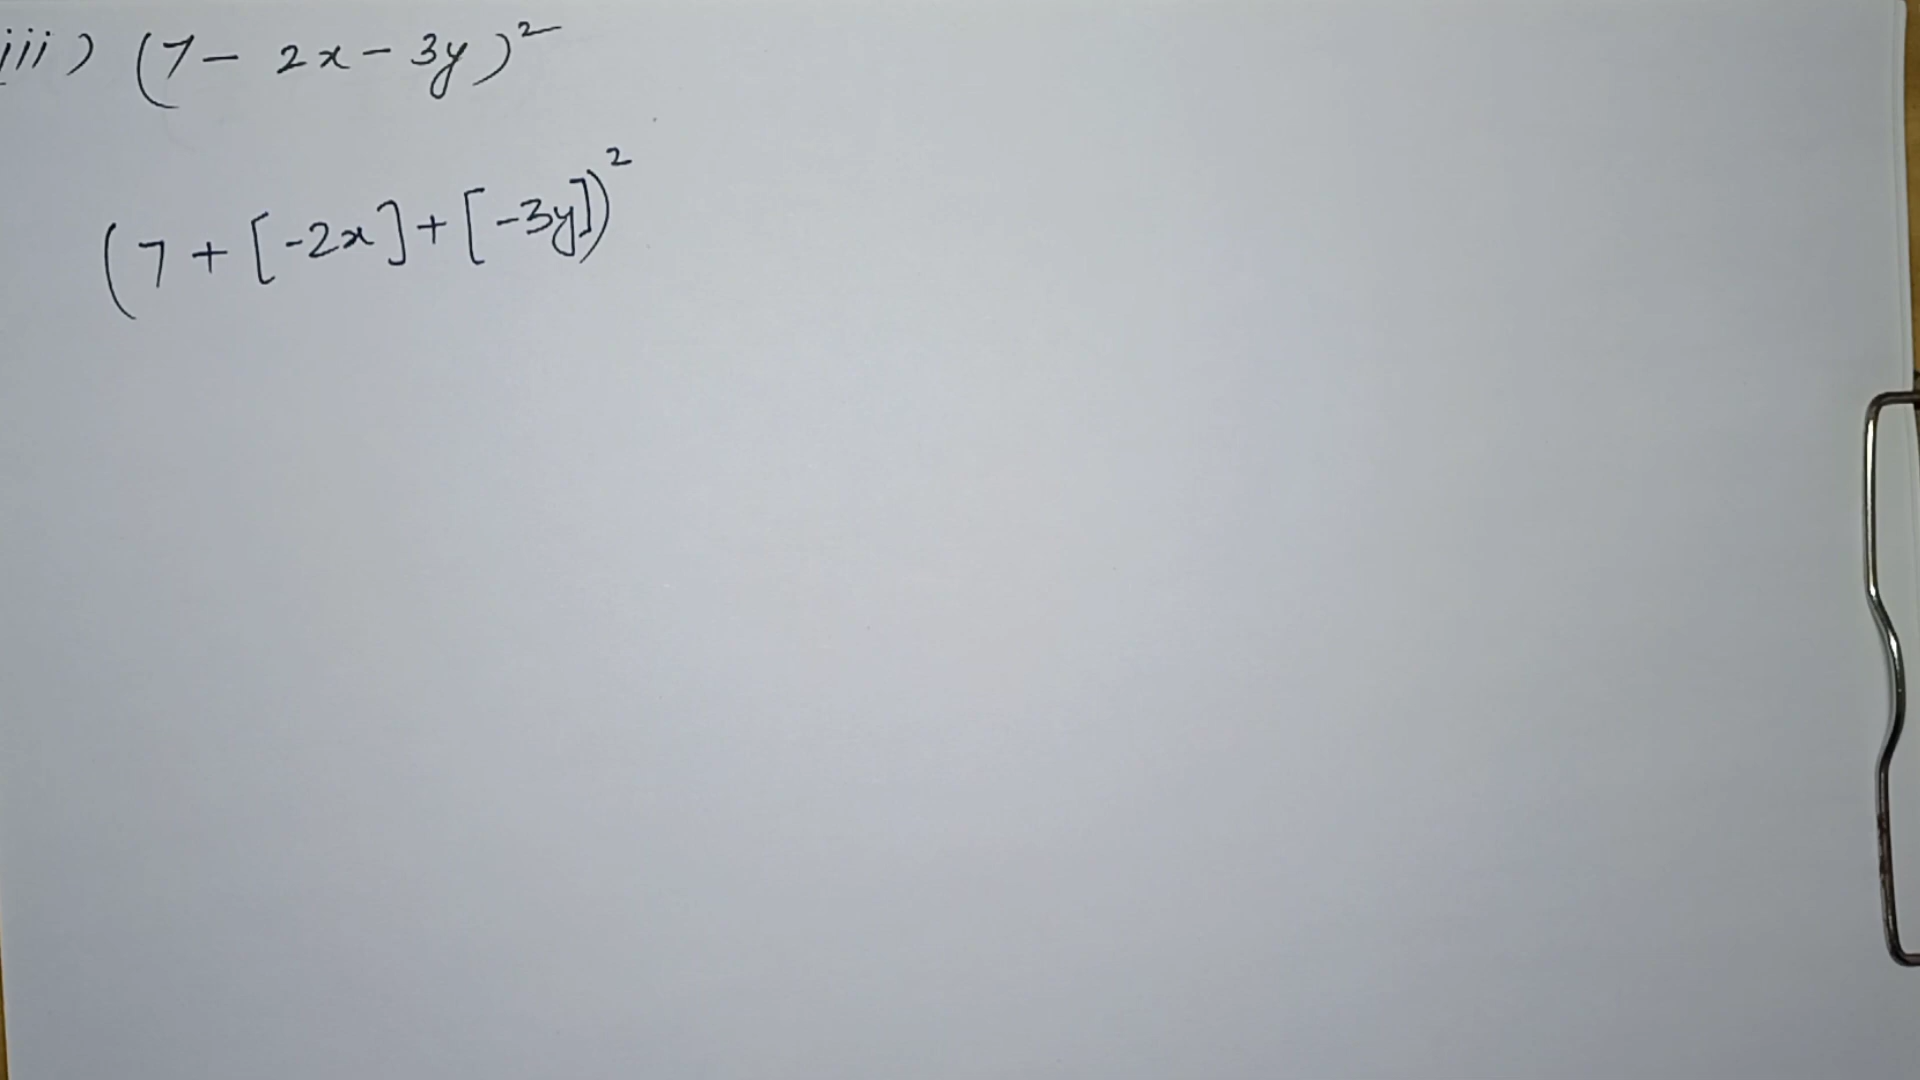 iii) (7 - 2x - 3y)²
(7 + [-2x] + [-3y])²